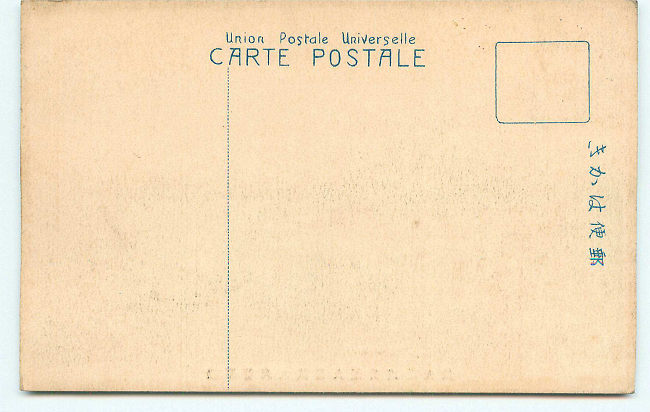 Union Postale Universelle
CARTE POSTALE
郵便はかき